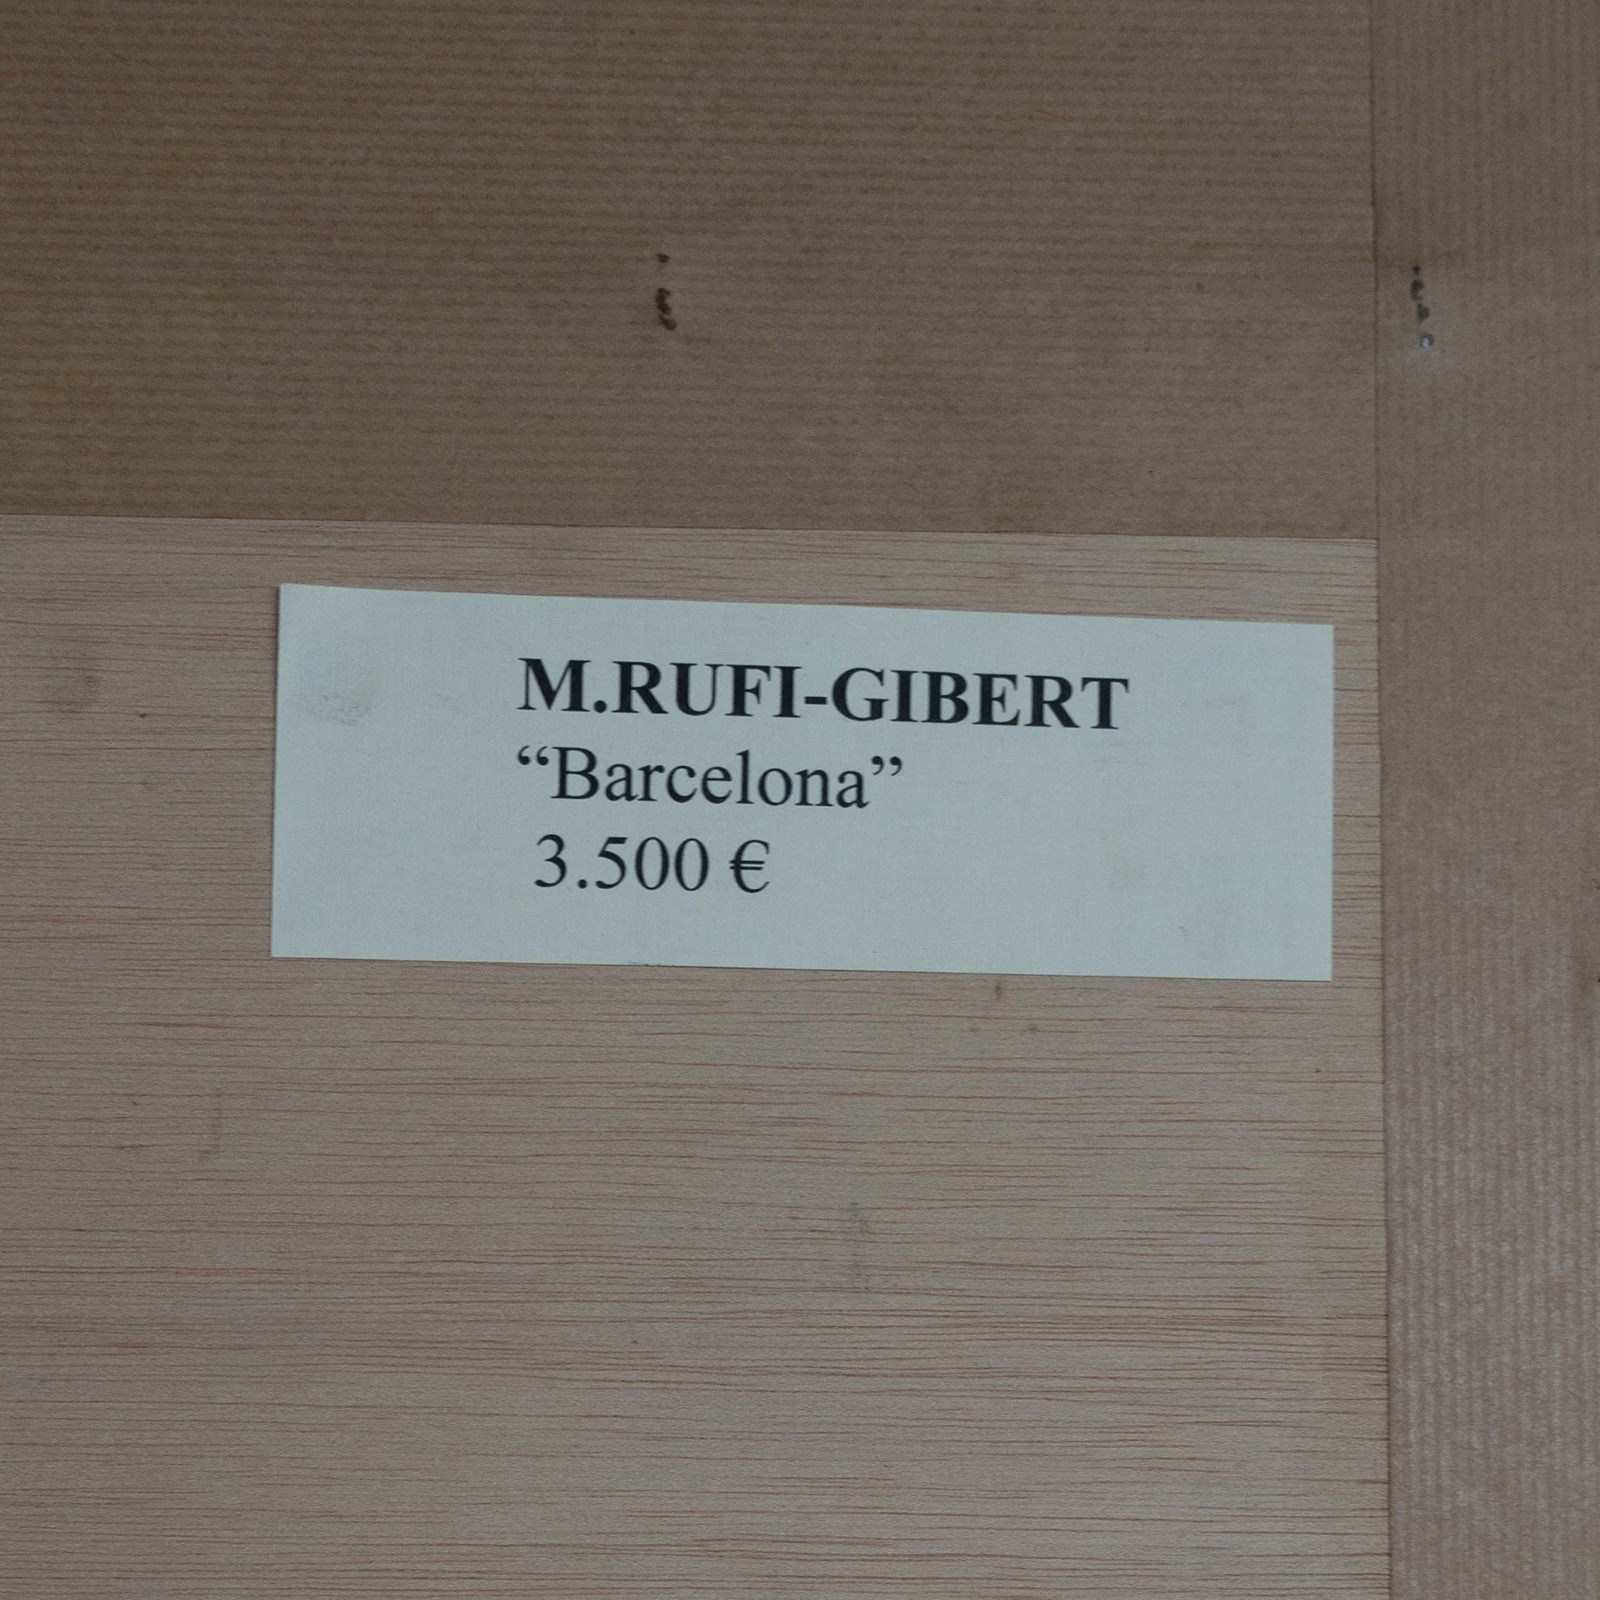 M.RUFI-GIBERT
“Barcelona”
3.500 €